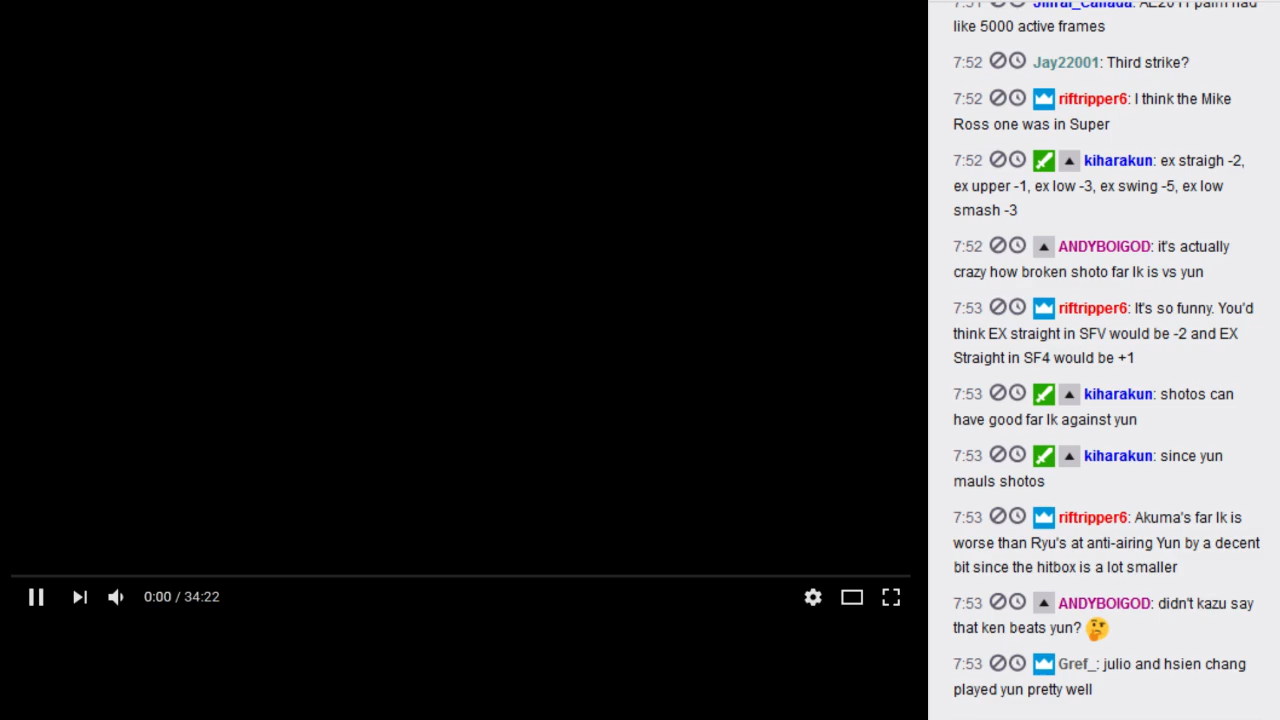 7:51 Jimral_Canada: AE2011 palm had
like 5000 active frames
7:52 Jay22001: Third strike?
7:52 riftripper6: I think the Mike
Ross one was in Super
7:52 kiharakun: ex straigh -2,
ex upper -1, ex low -3, ex swing -5, ex low
smash -3
7:52 ANDYBOIGOD: it's actually
crazy how broken shoto far lk is vs yun
7:53 riftripper6: It's so funny. You'd
think EX straight in SFV would be -2 and EX
Straight in SF4 would be +1
7:53 kiharakun: shotos can
have good far lk against yun
7:53 kiharakun: since yun
mauls shotos
7:53 riftripper6: Akuma's far lk is
worse than Ryu's at anti-airing Yun by a decent
bit since the hitbox is a lot smaller
7:53 ANDYBOIGOD: didn't kazu say
that ken beats yun?
7:53 Gref_: julio and hsien chang
played yun pretty well
0:00 / 34:22